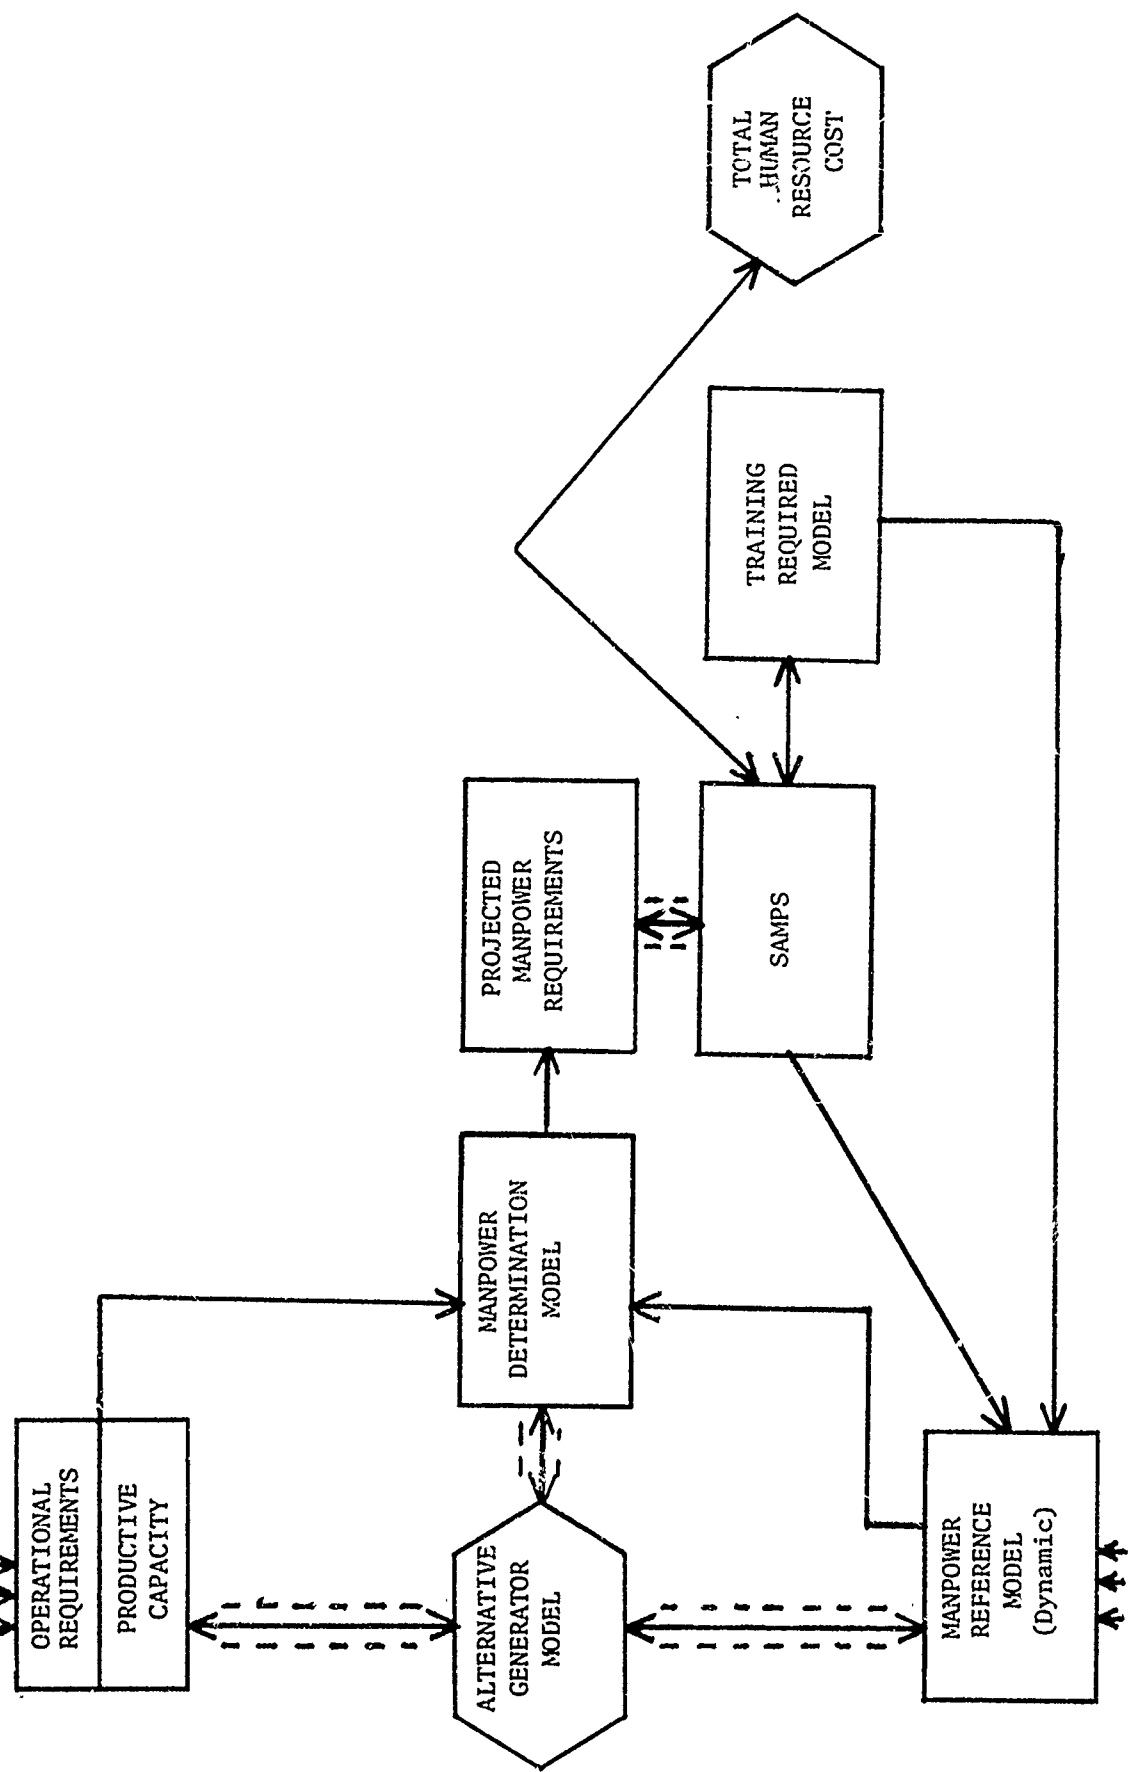 OPERATIONAL
REQUIREMENTS
PRODUCTIVE
CAPACITY
ALTERNATIVE
GENERATOR
MODEL
MANPOWER
REFERENCE
MODEL
(Dynamic)
MANPOWER
DETERMINATION
MODEL
PROJECTED
MANPOWER
REQUIREMENTS
SAMPS
TRAINING
REQUIRED
MODEL
TOTAL
HUMAN
RESOURCE
COST